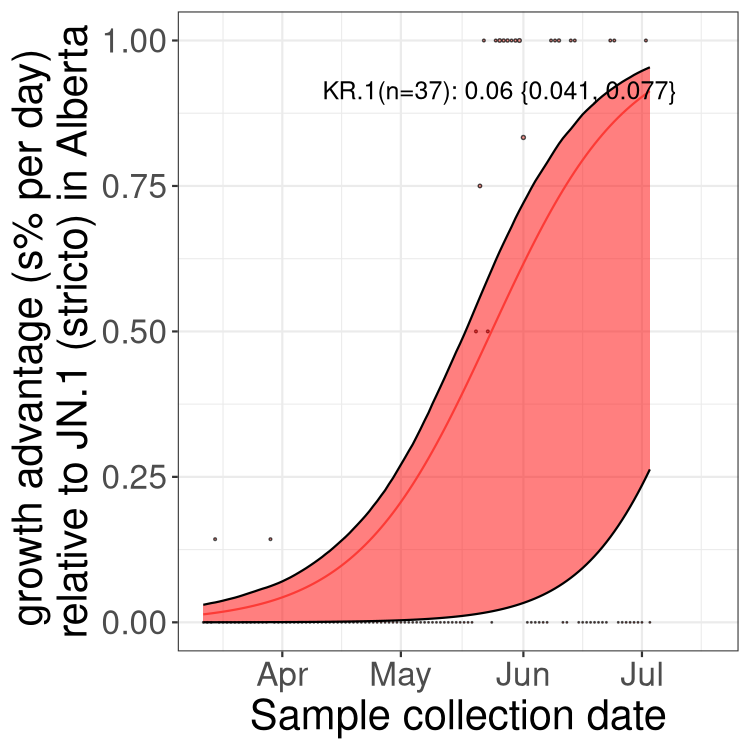 growth advantage (s% per day)
relative to JN.1 (stricto) in Alberta
1.00
KR.1(n=37): 0.06 {0.041, 0.077}
0.75
0.50
0.25
0.00
Apr May Jun Jul
Sample collection date